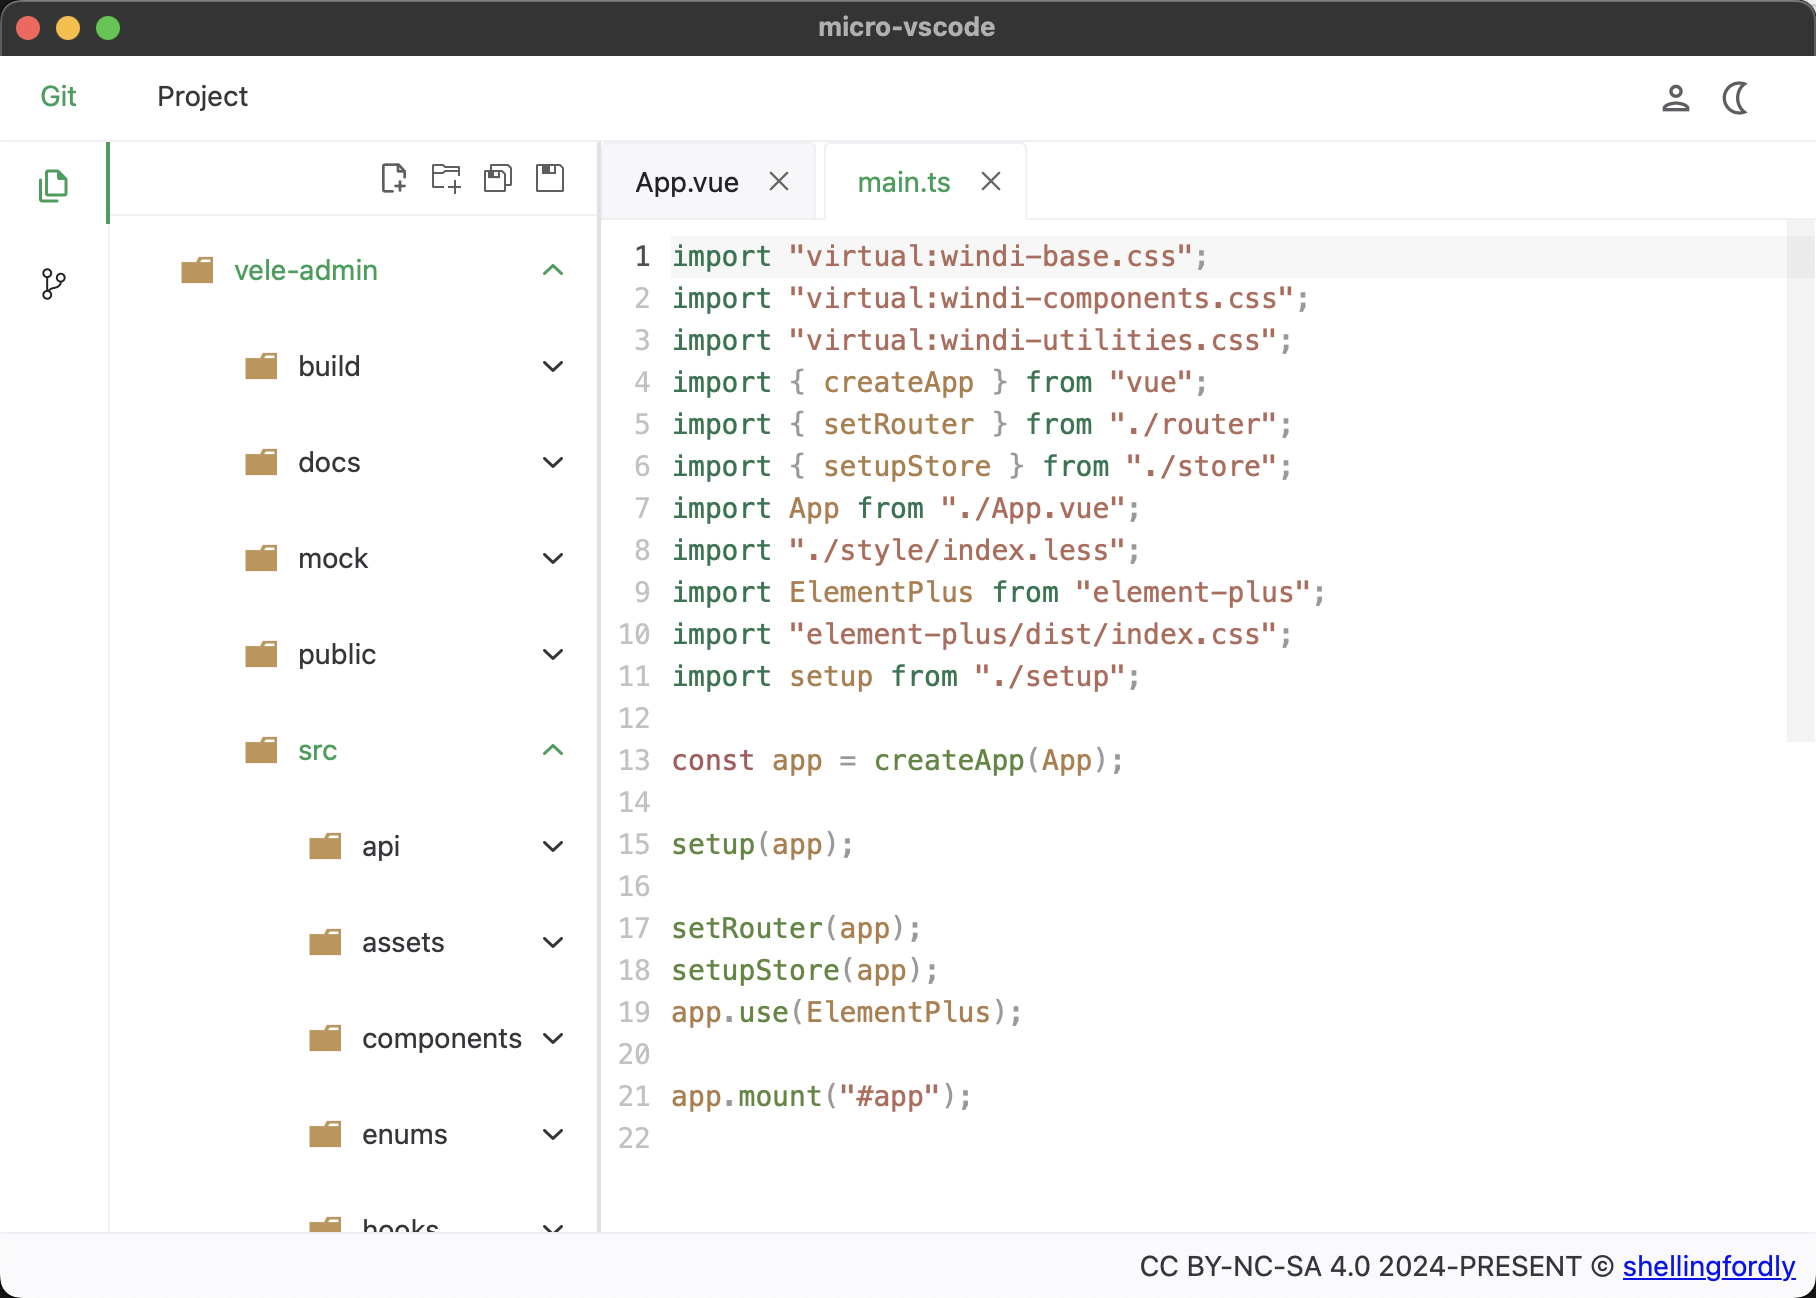 micro-vscode
Git Project
vele-admin
build
docs
mock
public
src
api
assets
components
enums
hooks
App.vue main.ts
1 import "virtual:windi-base.css";
2 import "virtual:windi-components.css";
3 import "virtual:windi-utilities.css";
4 import { createApp } from "vue";
5 import { setRouter } from "./router";
6 import { setupStore } from "./store";
7 import App from "./App.vue";
8 import "./style/index.less";
9 import ElementPlus from "element-plus";
10 import "element-plus/dist/index.css";
11 import setup from "./setup";
12
13 const app = createApp(App);
14
15 setup(app);
16
17 setRouter(app);
18 setupStore(app);
19 app.use(ElementPlus);
20
21 app.mount("#app");
22
CC BY-NC-SA 4.0 2024-PRESENT © shellingfordly